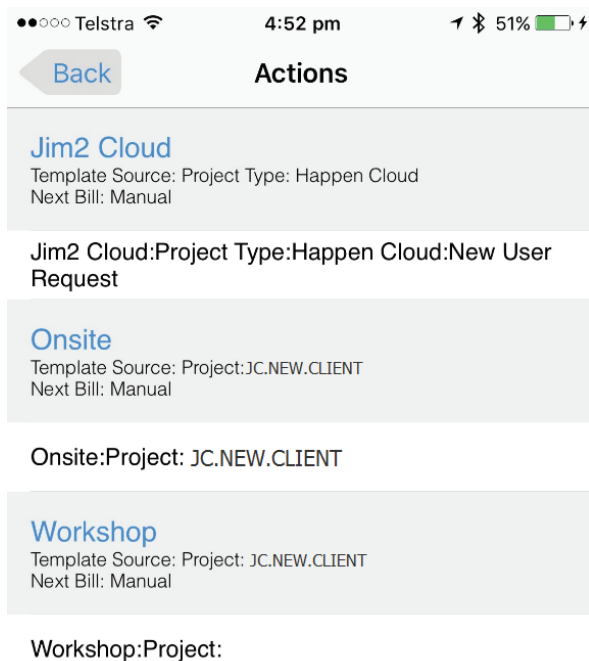 Telstra 4:52 pm 51%
Back Actions
Jim2 Cloud
Template Source: Project Type: Happen Cloud
Next Bill: Manual
Jim2 Cloud:Project Type:Happen Cloud:New User
Request
Onsite
Template Source: Project:JC.NEW.CLIENT
Next Bill: Manual
Onsite:Project: JC.NEW.CLIENT
Workshop
Template Source: Project: JC.NEW.CLIENT
Next Bill: Manual
Workshop:Project: